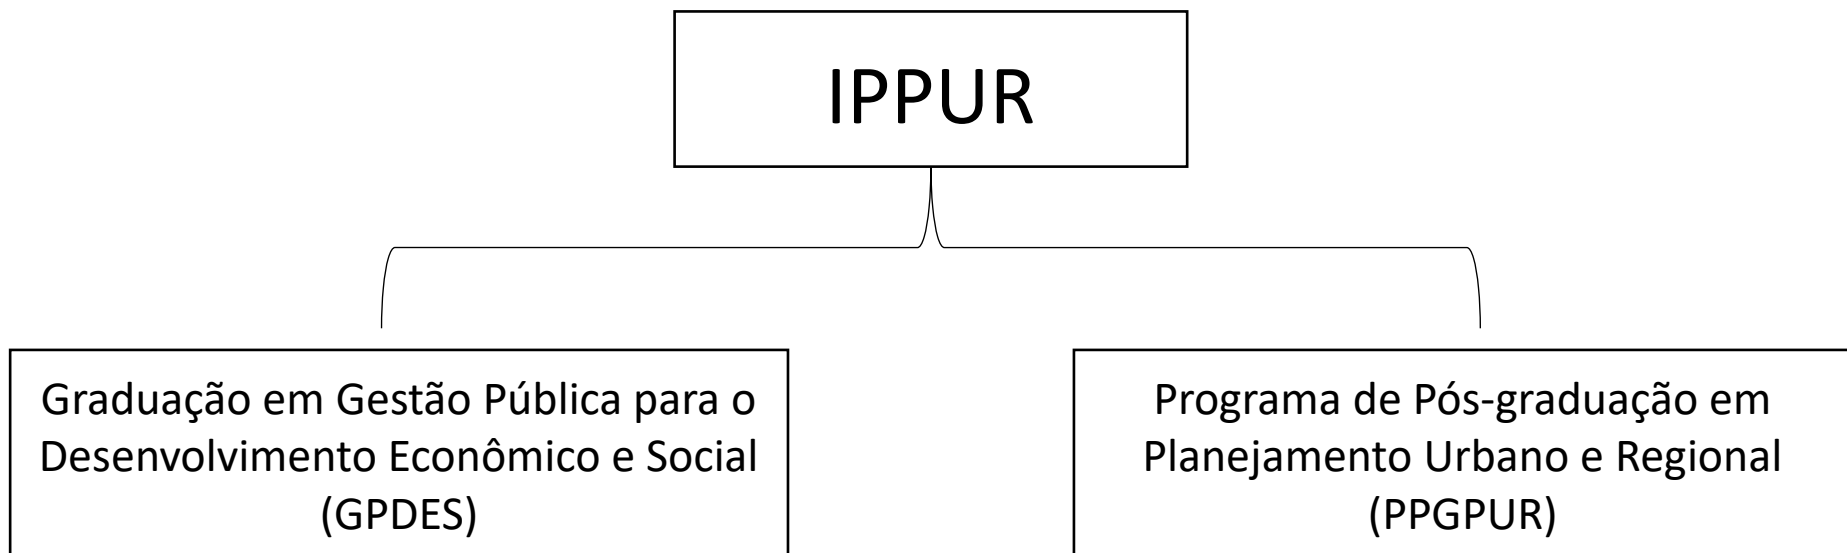 IPPUR
Graduação em Gestão Pública para o
Desenvolvimento Econômico e Social
(GPDES)
Programa de Pós-graduação em
Planejamento Urbano e Regional
(PPGPUR)